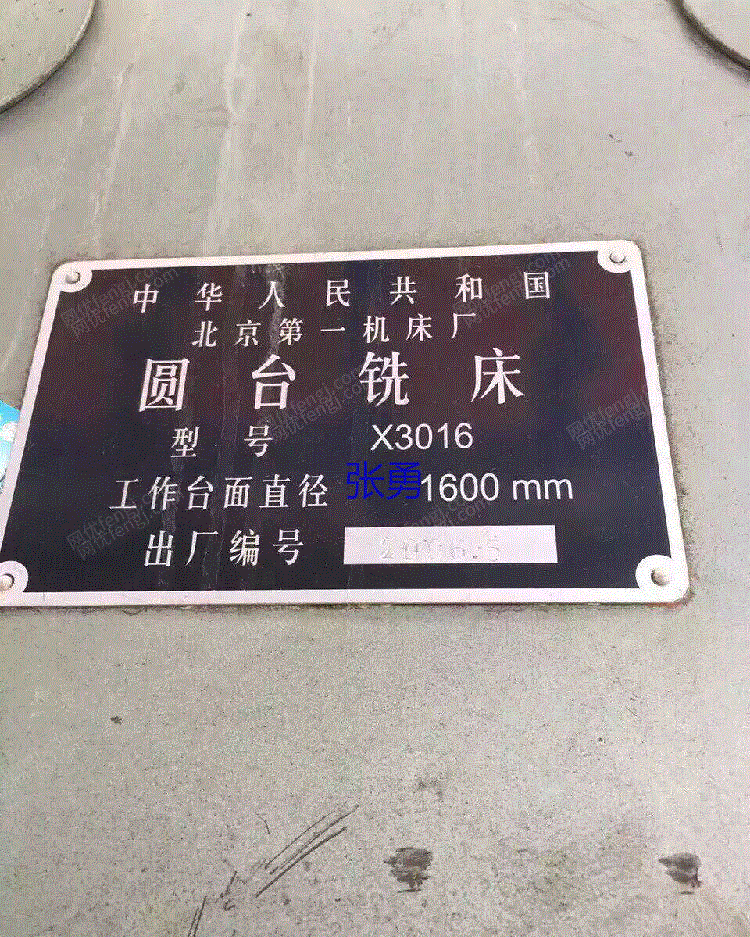 中华人民共和国
北京第一机床厂
圆台铣床
型号 X3016
工作台面直径 张勇 1600 mm
出厂编号